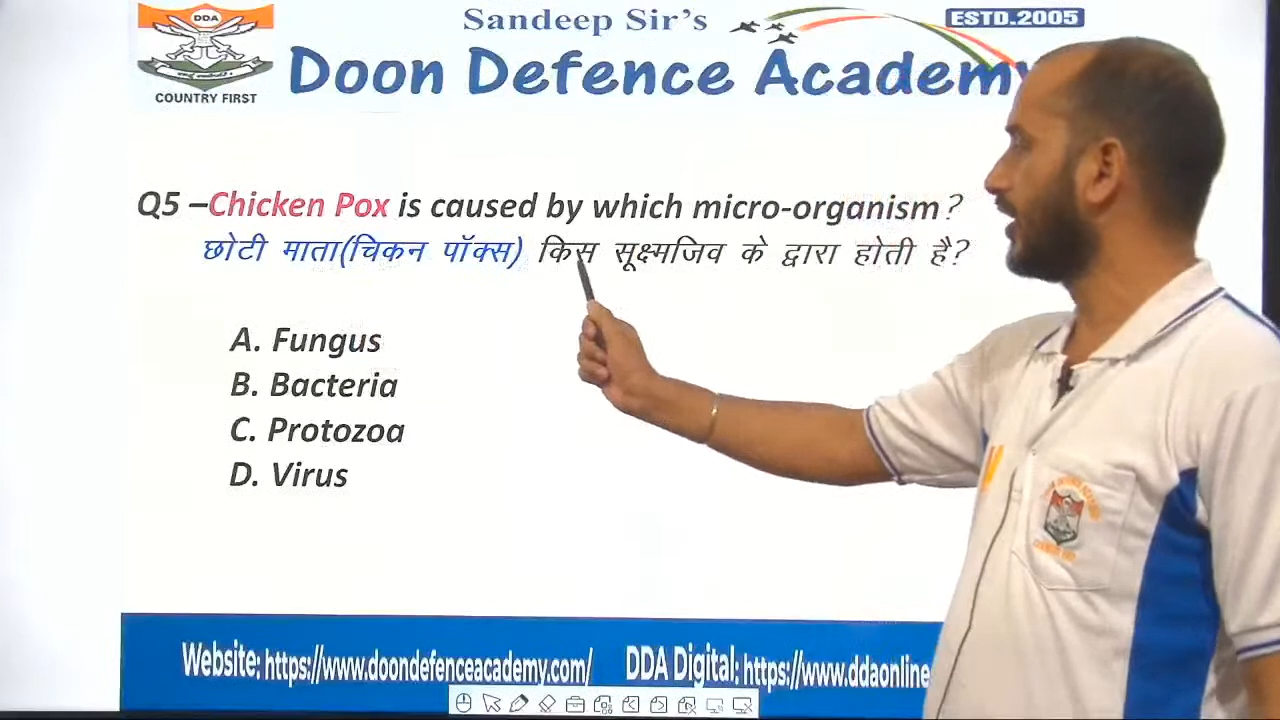 DDA
COUNTRY FIRST
Sandeep Sir's
ESTD.2005
Doon Defence Academy
Q5 –Chicken Pox is caused by which micro-organism?
छोटी माता(चिकन पॉक्स) किस सूक्ष्मजिव के द्वारा होती है?
A. Fungus
B. Bacteria
C. Protozoa
D. Virus
Website: https://www.doondefenceacademy.com/ DDA Digital: https://www.ddaonline